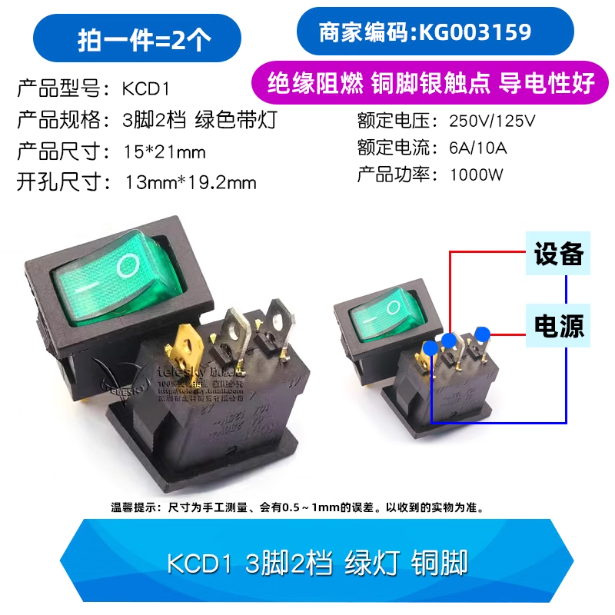 拍一件=2个
商家编码:KG003159
绝缘阻燃 铜脚银触点 导电性好
产品型号：KCD1
产品规格：3脚2档 绿色带灯
产品尺寸：15*21mm
开孔尺寸：13mm*19.2mm
额定电压：250V/125V
额定电流：6A/10A
产品功率：1000W
设备
电源
telesky
TELESKY
温馨提示：尺寸为手工测量、会有0.5~1mm的误差。以收到的实物为准。
KCD1 3脚2档 绿灯 铜脚